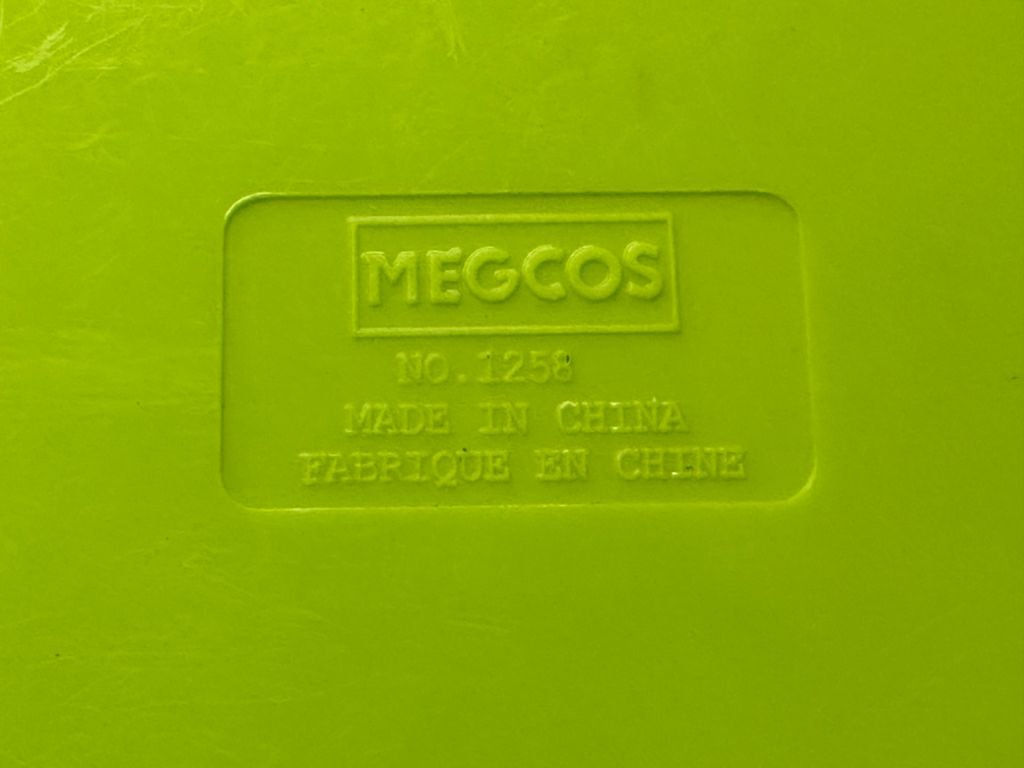 MEGCOS
NO.1258
MADE IN CHINA
FABRIQUE EN CHINE